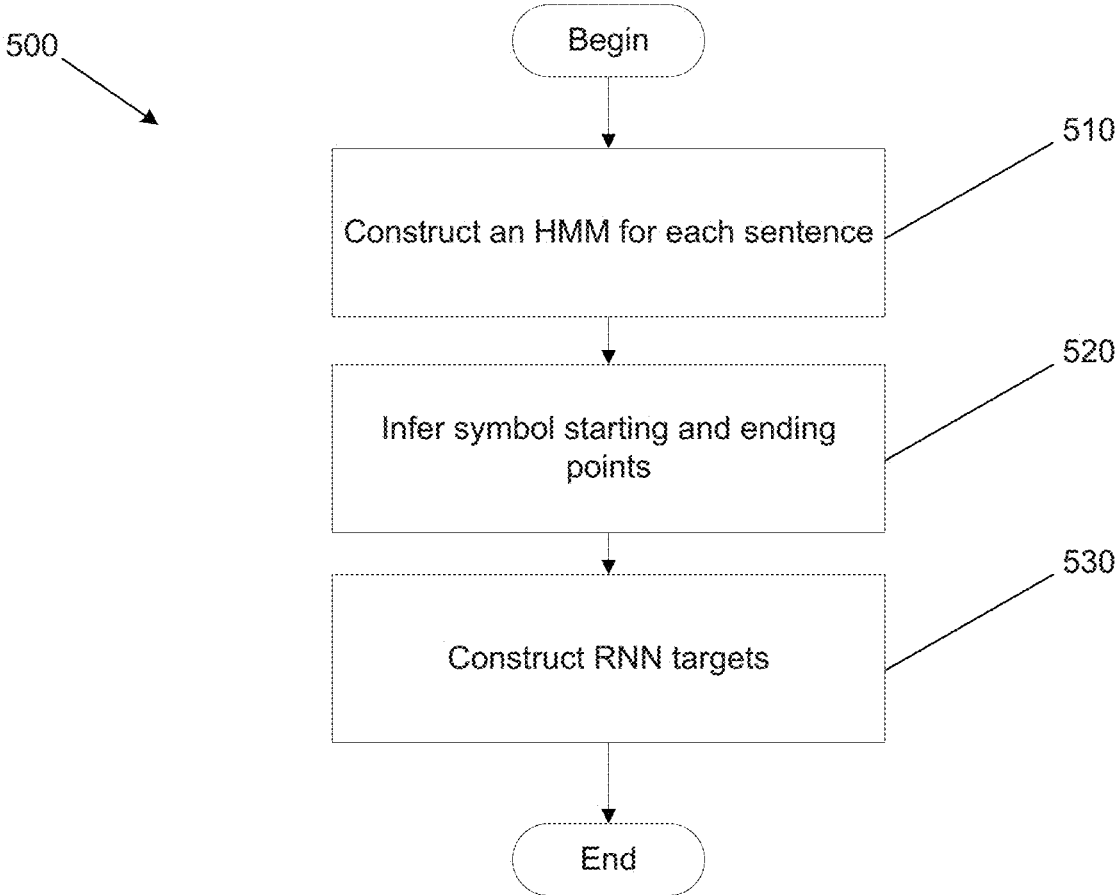 500
Begin
510
Construct an HMM for each sentence
520
Infer symbol starting and ending
points
530
Construct RNN targets
End